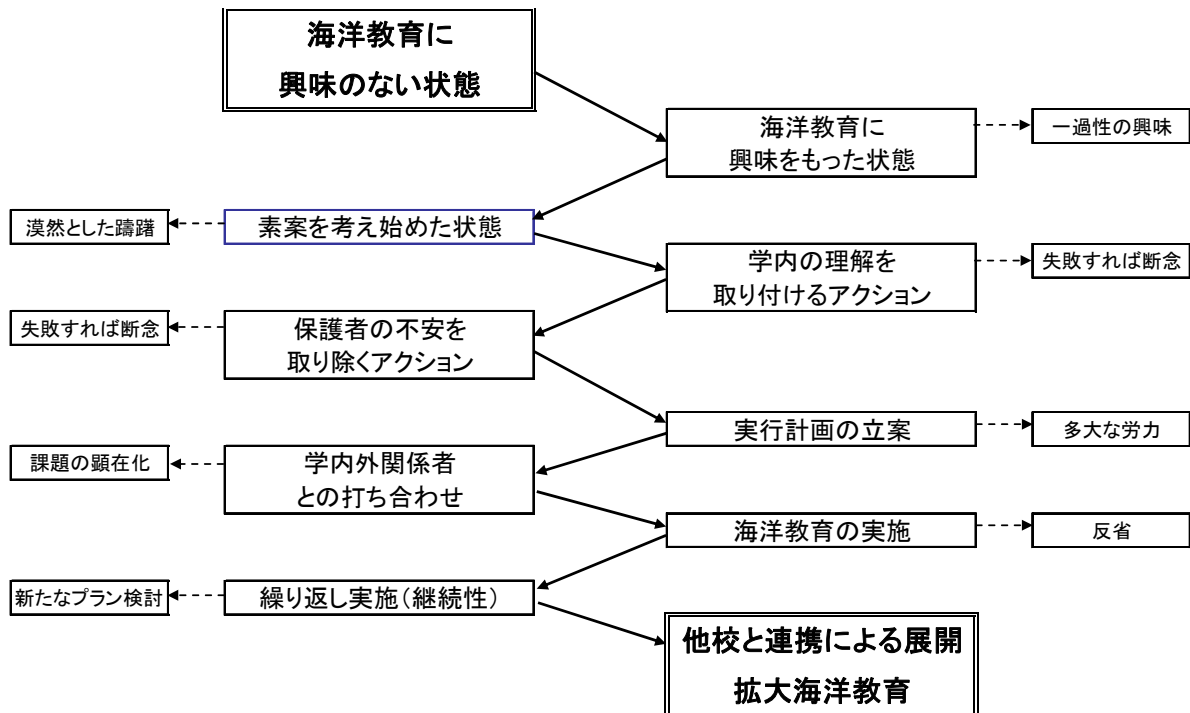 海洋教育に
興味のない状態
海洋教育に
興味をもった状態
一過性の興味
漠然とした躊躇
素案を考え始めた状態
学内の理解を
取り付けるアクション
失敗すれば断念
失敗すれば断念
保護者の不安を
取り除くアクション
実行計画の立案
多大な労力
課題の顕在化
学内外関係者
との打ち合わせ
海洋教育の実施
反省
新たなプラン検討
繰り返し実施(継続性)
他校と連携による展開
拡大海洋教育